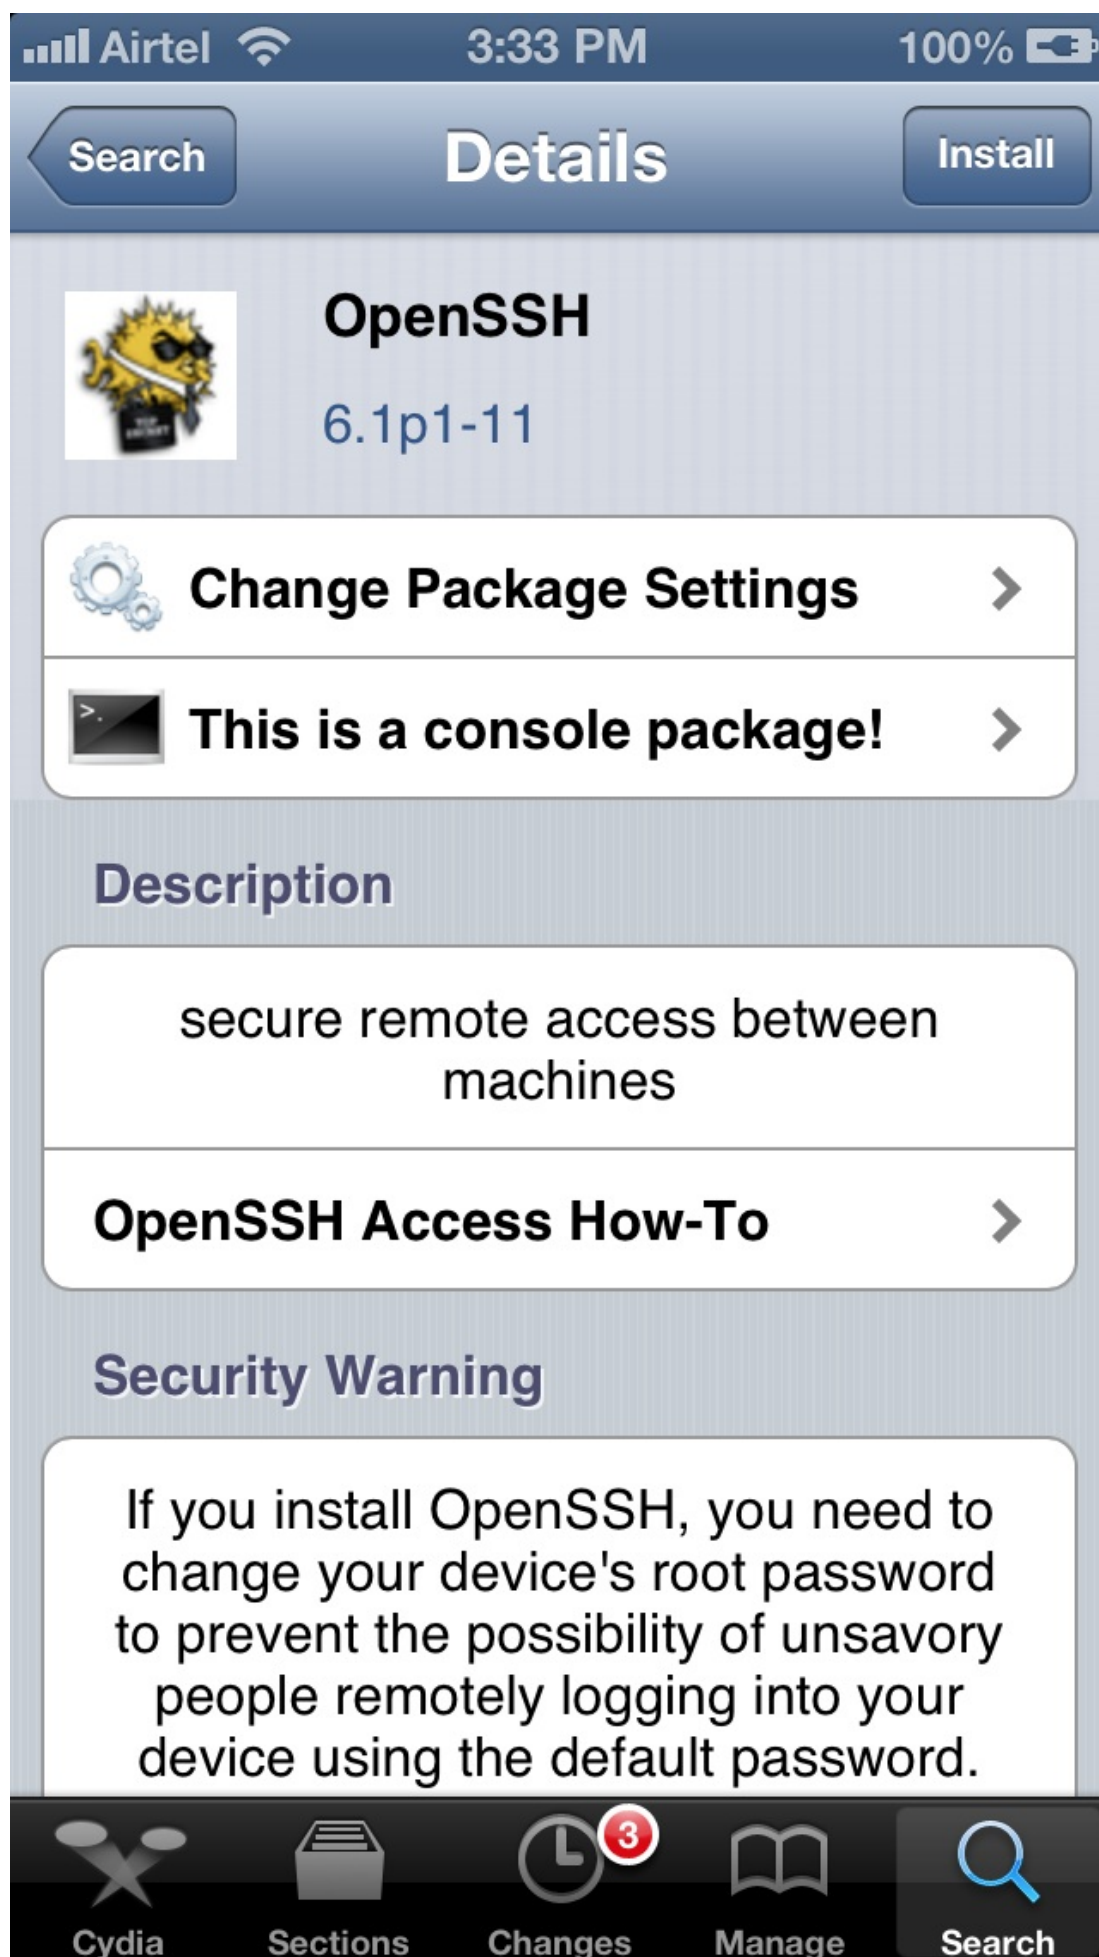 Airtel 3:33 PM 100%
Search Details Install
OpenSSH
6.1p1-11
TOP
SECRET
Change Package Settings
>.
This is a console package!
Description
secure remote access between
machines
OpenSSH Access How-To
Security Warning
If you install OpenSSH, you need to
change your device's root password
to prevent the possibility of unsavory
people remotely logging into your
device using the default password.
3
Cydia Sections Changes Manage Search